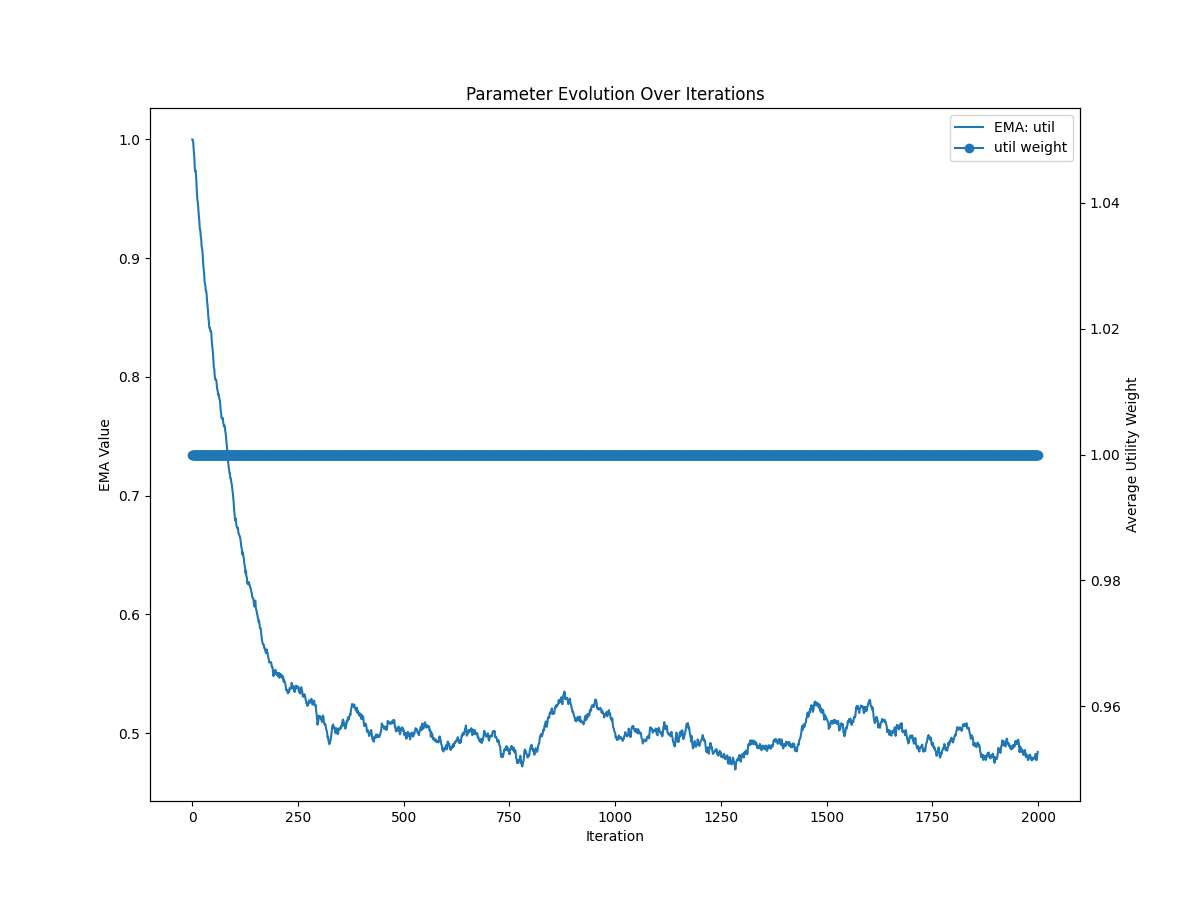 Parameter Evolution Over Iterations
EMA: util
util weight
1.0
0.9
0.8
0.7
0.6
0.5
EMA Value
1.04
1.02
1.00
0.98
0.96
Average Utility Weight
0 250 500 750 1000 1250 1500 1750 2000
Iteration